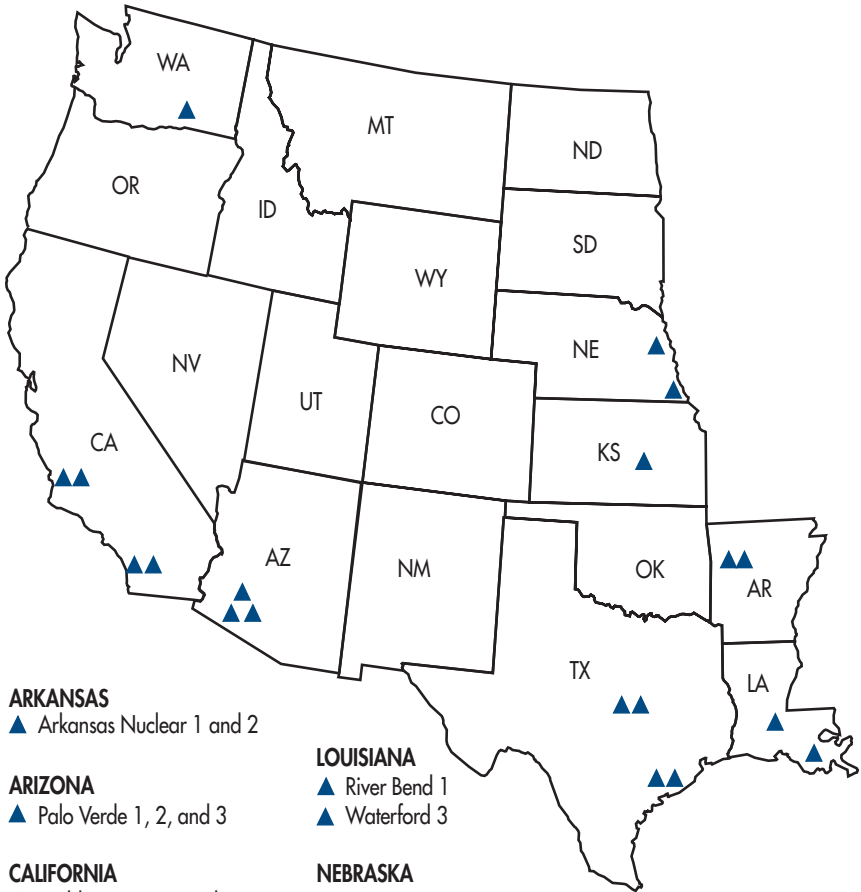 WA
MT
ND
OR
ID
SD
WY
NE
NV
UT
CO
CA
KS
AZ
NM
OK
AR
TX
LA
ARKANSAS
▲ Arkansas Nuclear 1 and 2
ARIZONA
▲ Palo Verde 1, 2, and 3
CALIFORNIA
LOUISIANA
▲ River Bend 1
▲ Waterford 3
NEBRASKA